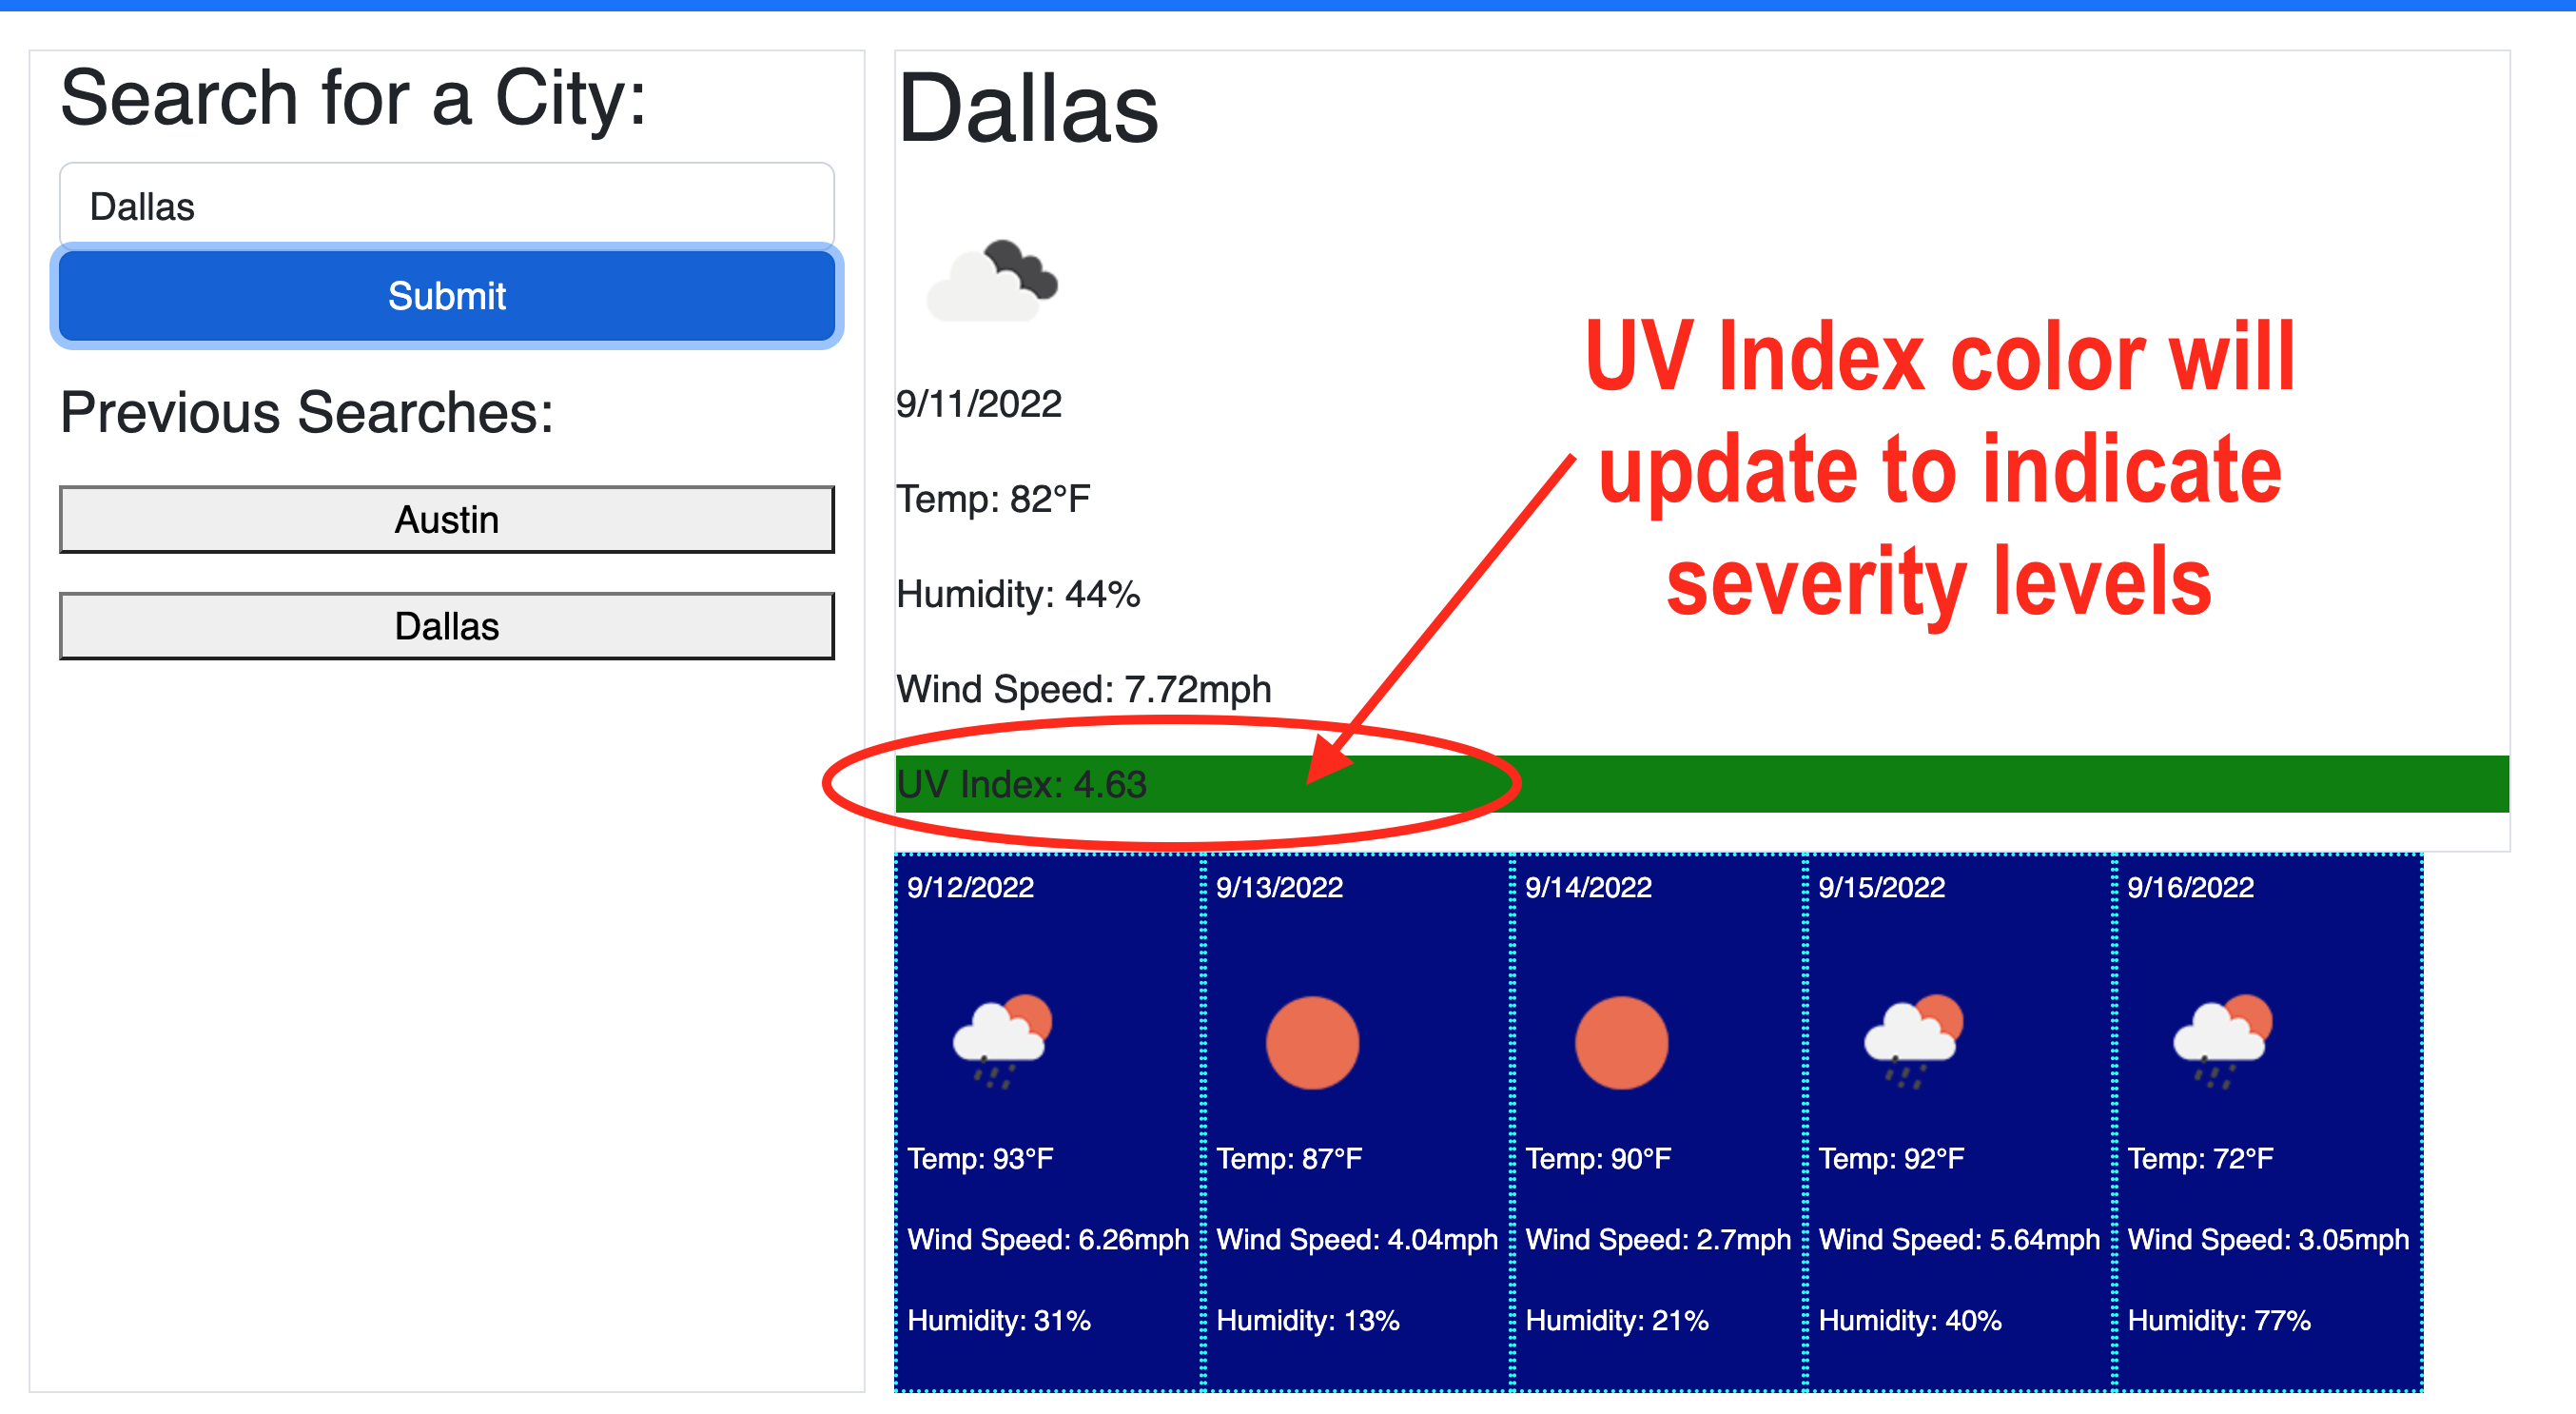 Search for a City:
Dallas
Submit
Previous Searches:
Austin
Dallas
Dallas
9/11/2022
Temp: 82°F
Humidity: 44%
Wind Speed: 7.72mph
UV Index: 4.63
UV Index color will
update to indicate
severity levels
9/12/2022
Temp: 93°F
Wind Speed: 6.26mph
Humidity: 31%
9/13/2022
Temp: 87°F
Wind Speed: 4.04mph
Humidity: 13%
9/14/2022
Temp: 90°F
Wind Speed: 2.7mph
Humidity: 21%
9/15/2022
Temp: 92°F
Wind Speed: 5.64mph
Humidity: 40%
9/16/2022
Temp: 72°F
Wind Speed: 3.05mph
Humidity: 77%